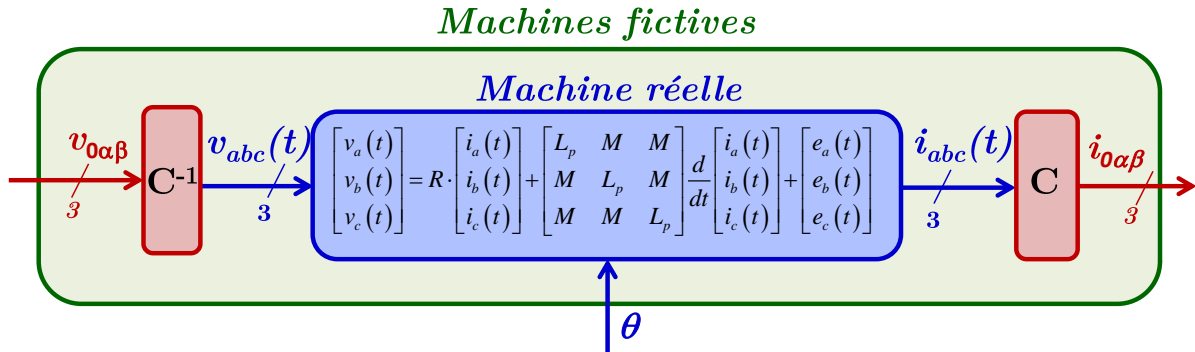 Machines fictives
Machine réelle
v0αβ
3
C-1
vabc(t)
3
[va(t) vb(t) vc(t)] = R· [ia(t) ib(t) ic(t)] + [Lp M M M Lp M M M Lp] d/dt [ia(t) ib(t) ic(t)] + [ea(t) eb(t) ec(t)]
iabc(t)
3
C
i0αβ
3
θ